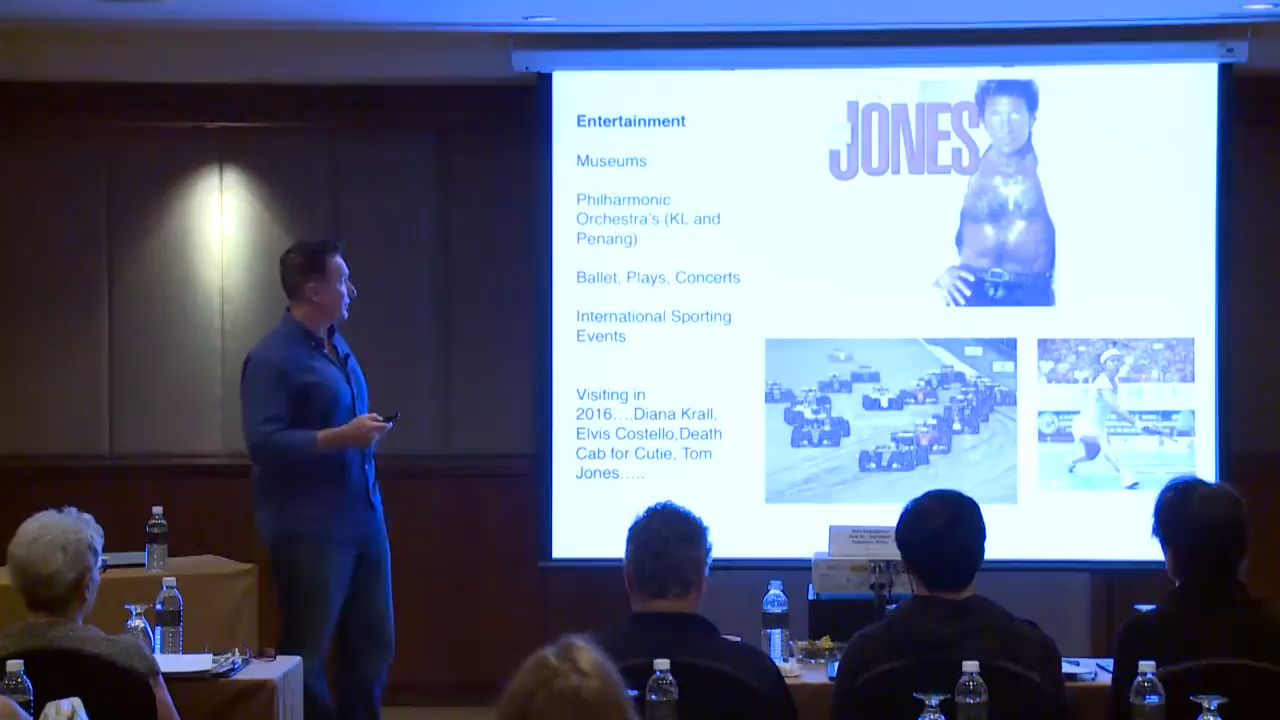 Entertainment
Museums
Philharmonic
Orchestra's (KL and
Penang)
Ballet, Plays, Concerts
International Sporting
Events
Visiting in
2016....Diana Krall,
Elvis Costello,Death
Cab for Cutie, Tom
Jones.....
JONES